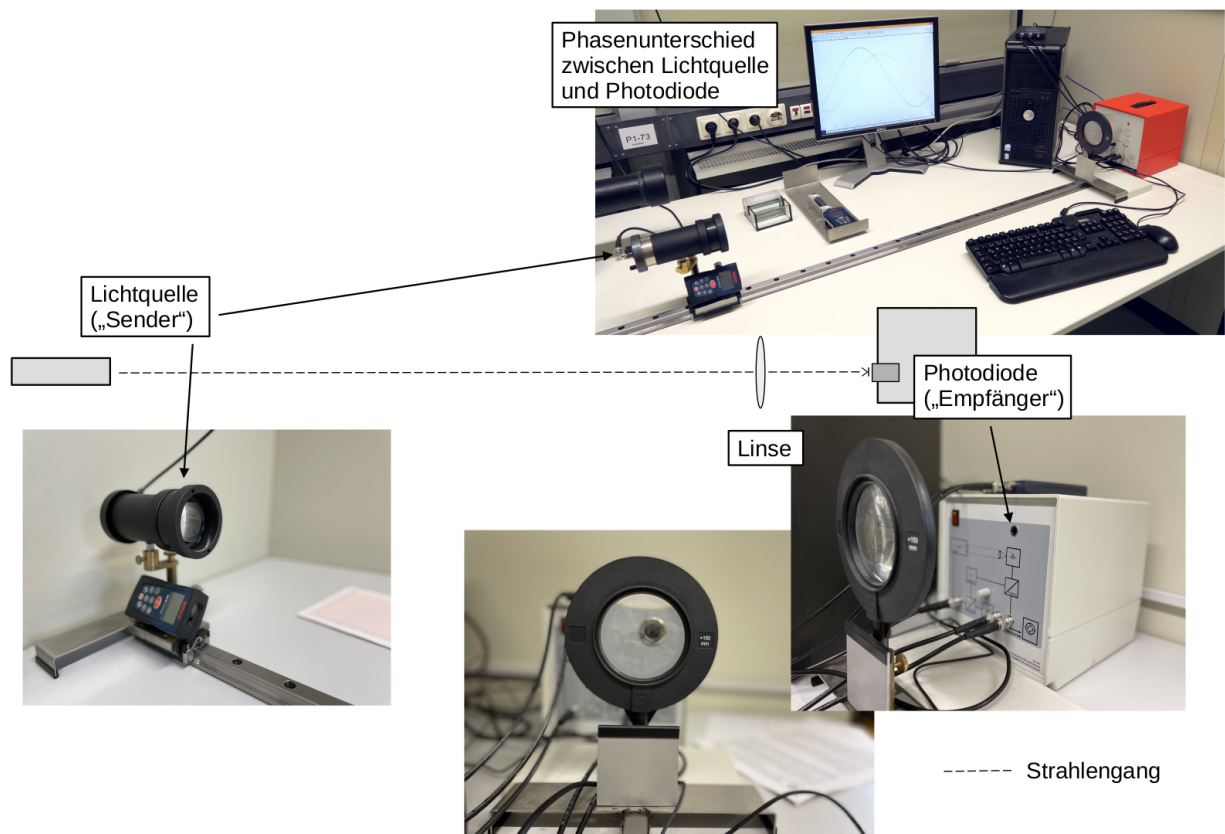 Phasenunterschied
zwischen Lichtquelle
und Photodiode
P1-73
Lichtquelle
(„Sender“)
Photodiode
(„Empfänger“)
Linse
+150
mm
+150
mm
Strahlengang